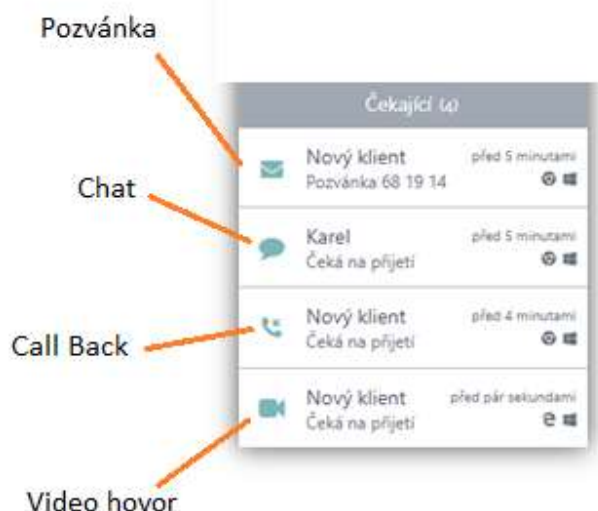 Pozvánka
Čekající (4)
Nový klient
před 5 minutami
Pozvánka 68 19 14
Chat
Karel
před 5 minutami
Čeká na přijetí
Call Back
Nový klient
před 4 minutami
Čeká na přijetí
Nový klient
před pár sekundami
Čeká na přijetí
Video hovor